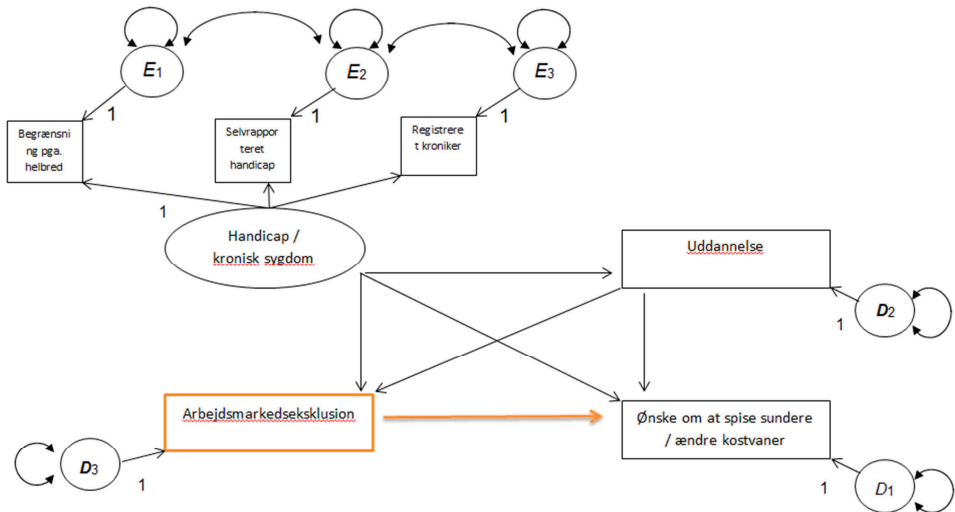 E1
E2
E3
1
1
1
Begrænsni
ng pga.
helbred
Selvrappor
teret
handicap
Registrere
t kroniker
1
Handicap /
kronisk sygdom
Uddannelse
D2
1
Arbejdsmarkedseksklusion
Ønske om at spise sundere
/ ændre kostvaner
D3
1
1
D1